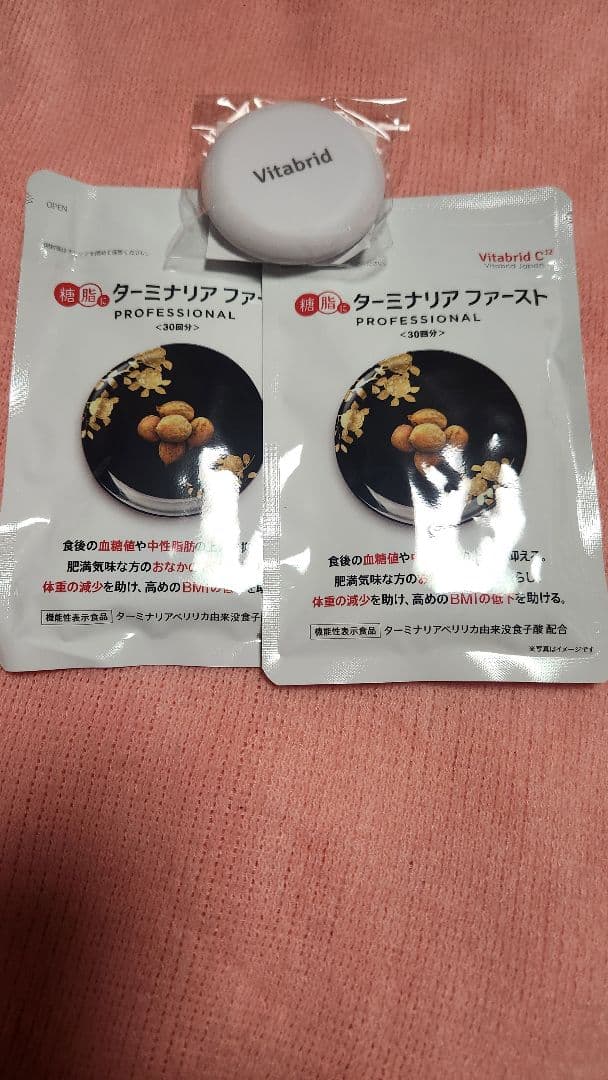 Vitabrid
OPEN
糖 脂に ターミナリア ファー
PROFESSIONAL
<30回分>
食後の血糖値や中性脂肪の
肥満気味な方のおなかの
体重の減少を助け、高めのBMIの低下を助
機能性表示食品 ターミナリアベリリカ由来没食子
Vitabrid C12
Vitabrid Japan
糖 脂に ターミナリア ファースト
PROFESSIONAL
<30回分>
食後の血糖値や 抑える。
肥満気味な方の らし
体重の減少を助け、高めのBMIの低下を助ける。
機能性表示食品 ターミナリアベリリカ由来没食子酸 配合
※写真はイメージです